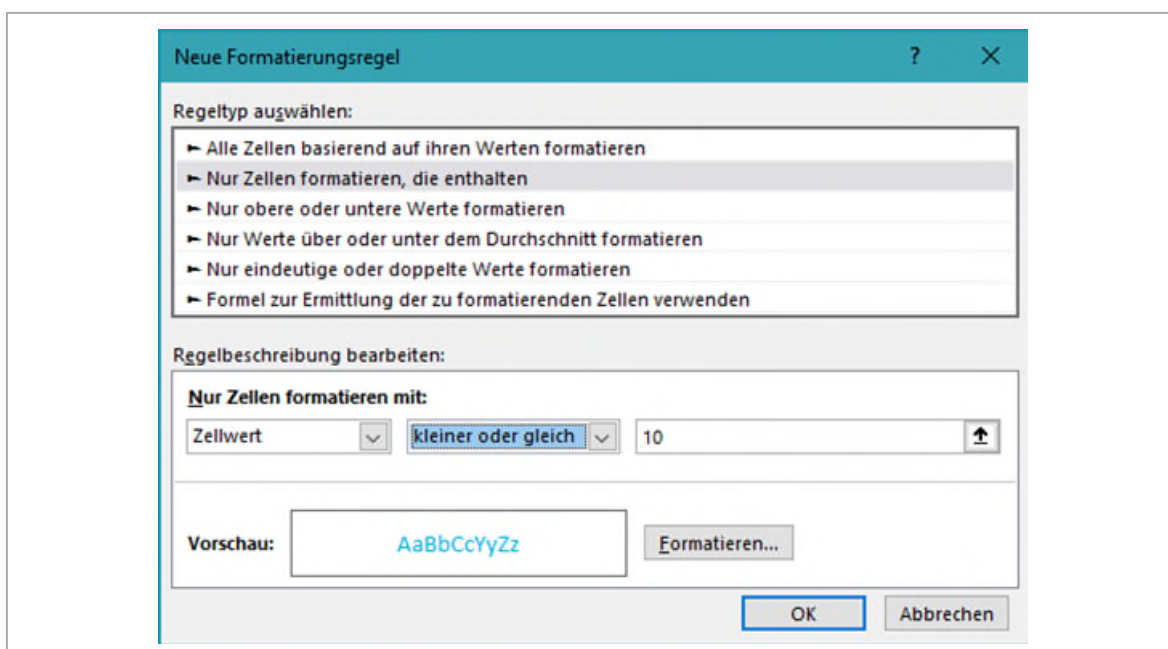 Neue Formatierungsregel ? ×
Regeltyp auswählen:
► Alle Zellen basierend auf ihren Werten formatieren
► Nur Zellen formatieren, die enthalten
► Nur obere oder untere Werte formatieren
► Nur Werte über oder unter dem Durchschnitt formatieren
► Nur eindeutige oder doppelte Werte formatieren
► Formel zur Ermittlung der zu formatierenden Zellen verwenden
Regelbeschreibung bearbeiten:
Nur Zellen formatieren mit:
Zellwert kleiner oder gleich 10
Vorschau: AaBbCcYyZz Formatieren...
OK Abbrechen